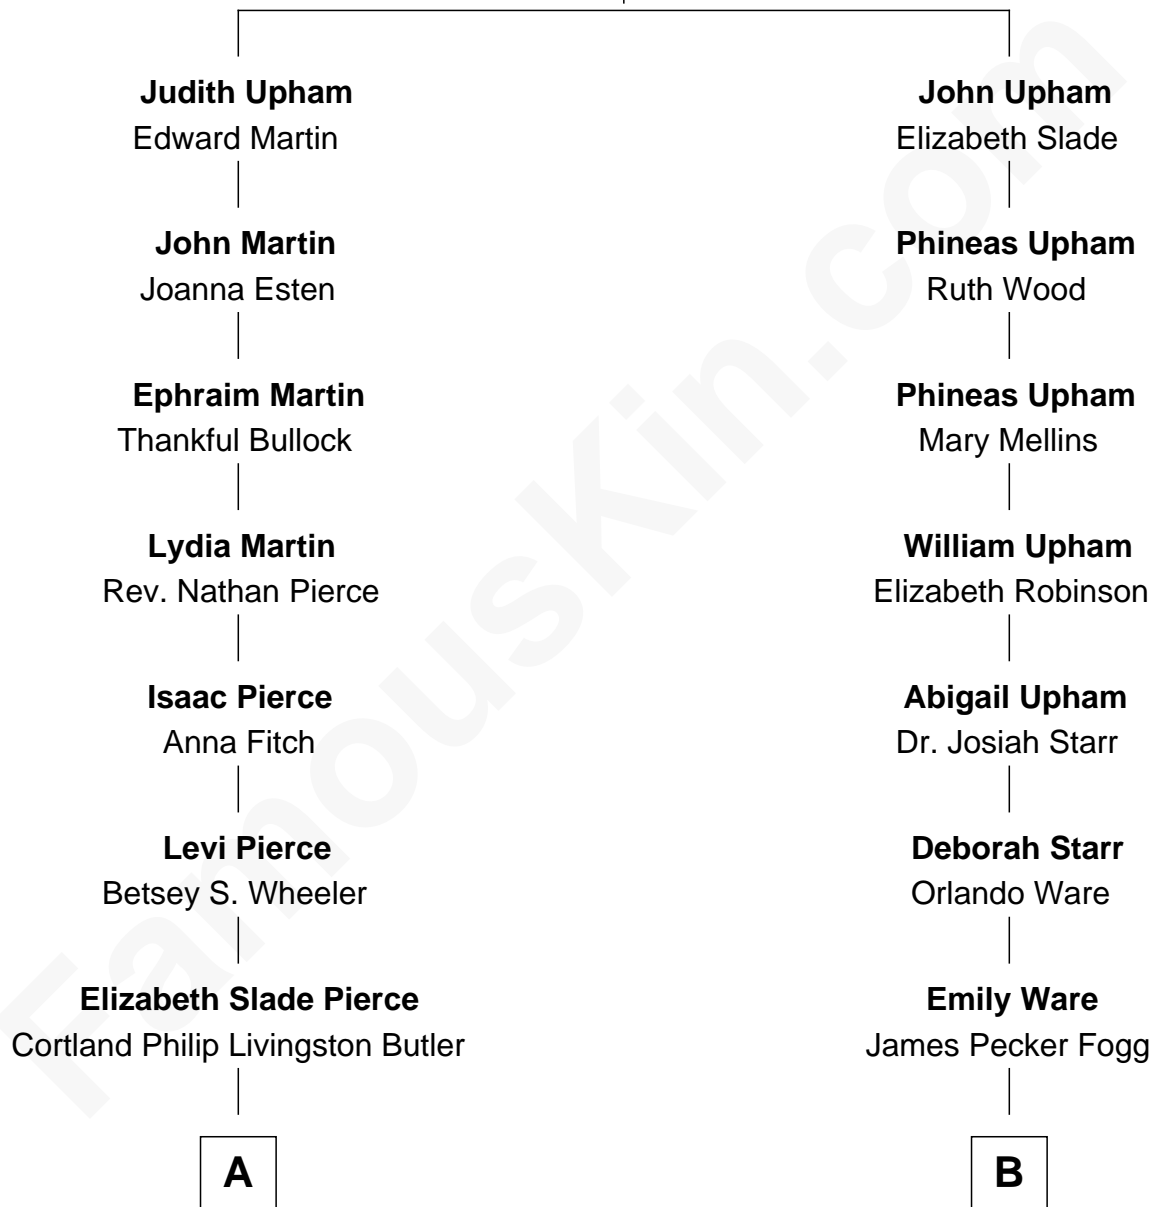 Judith Upham
Edward Martin
John Martin
Joanna Esten
Ephraim Martin
Thankful Bullock
Lydia Martin
Rev. Nathan Pierce
Isaac Pierce
Anna Fitch
Levi Pierce
Betsey S. Wheeler
Elizabeth Slade Pierce
Cortland Philip Livingston Butler
A
John Upham
Elizabeth Slade
Phineas Upham
Ruth Wood
Phineas Upham
Mary Mellins
William Upham
Elizabeth Robinson
Abigail Upham
Dr. Josiah Starr
Deborah Starr
Orlando Ware
Emily Ware
James Pecker Fogg
B
FamousKin.com